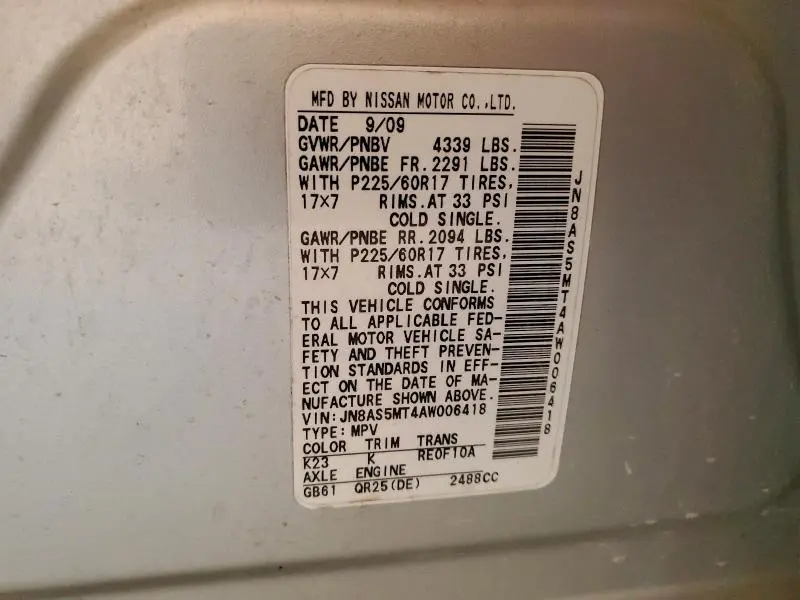 MFD BY NISSAN MOTOR CO.,LTD.
DATE 9/09
GVWR/PNBV 4339 LBS.
GAWR/PNBE FR.2291 LBS.
WITH P225/60R17 TIRES,
17×7 RIMS.AT 33 PSI
COLD SINGLE.
GAWR/PNBE RR.2094 LBS.
WITH P225/60R17 TIRES,
17×7 RIMS.AT 33 PSI
COLD SINGLE.
THIS VEHICLE CONFORMS
TO ALL APPLICABLE FED-
ERAL MOTOR VEHICLE SA-
FETY AND THEFT PREVEN-
TION STANDARDS IN EFF-
ECT ON THE DATE OF MA-
NUFACTURE SHOWN ABOVE.
VIN:JN8AS5MT4AW006418
TYPE:MPV
COLOR TRIM TRANS
K23 K RE0F10A
AXLE ENGINE
GB61 QR25(DE) 2488CC
JN8AS5MT4AW006418